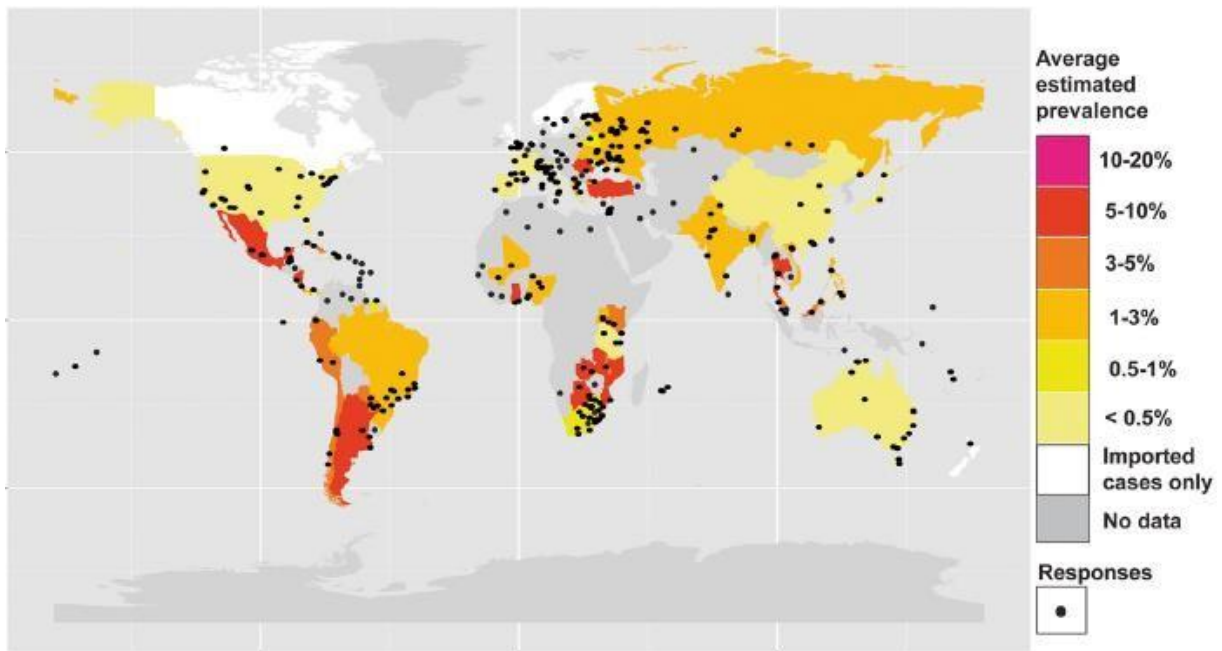 Average
estimated
prevalence
10-20%
5-10%
3-5%
1-3%
0.5-1%
< 0.5%
Imported
cases only
No data
Responses